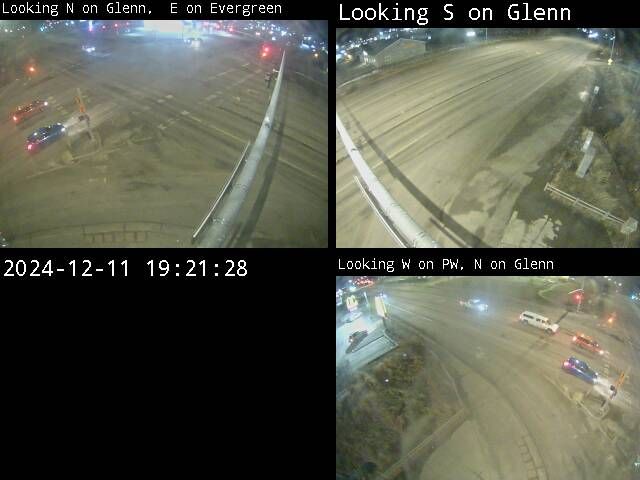 Looking N on Glenn, E on Evergreen
Looking S on Glenn
2024-12-11 19:21:28
Looking W on PW, N on Glenn